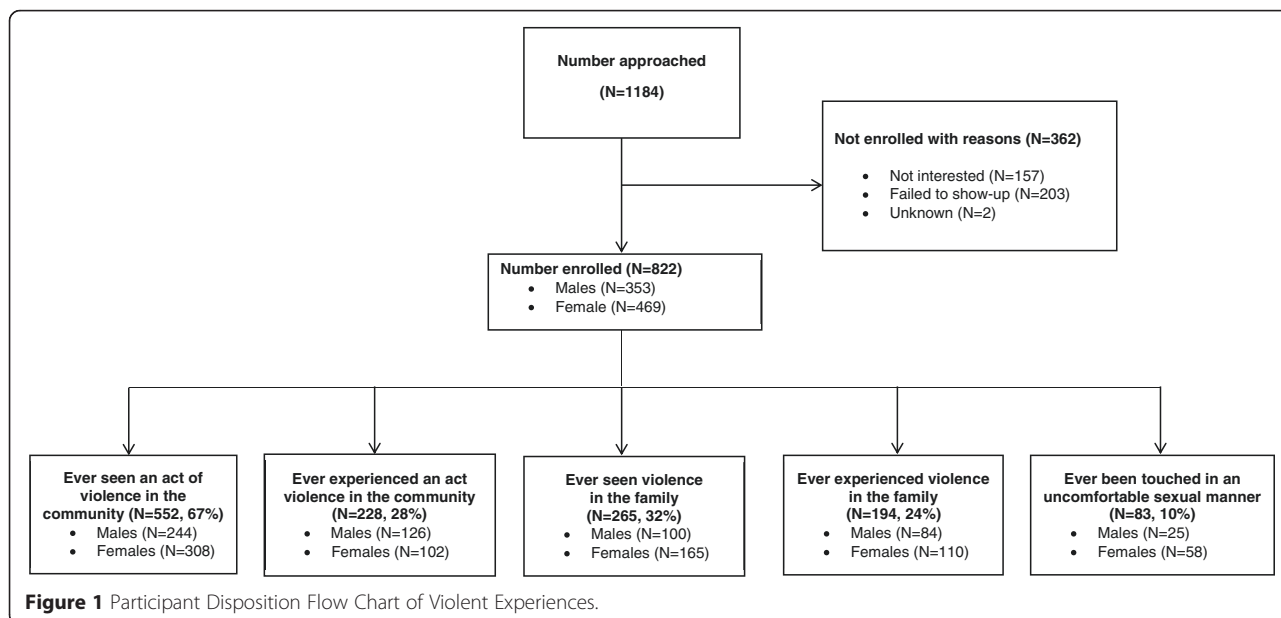 Number approached
(N=1184)
Not enrolled with reasons (N=362)
• Not interested (N=157)
• Failed to show-up (N=203)
• Unknown (N=2)
Number enrolled (N=822)
• Males (N=353)
• Female (N=469)
Ever seen an act of
violence in the
community (N=552, 67%)
• Males (N=244)
• Females (N=308)
Ever experienced an act
violence in the community
(N=228, 28%)
• Males (N=126)
• Females (N=102)
Ever seen violence
in the family
(N=265, 32%)
• Males (N=100)
• Females (N=165)
Ever experienced violence
in the family
(N=194, 24%)
• Males (N=84)
• Females (N=110)
Ever been touched in an
uncomfortable sexual manner
(N=83, 10%)
• Males (N=25)
• Females (N=58)
Figure 1 Participant Disposition Flow Chart of Violent Experiences.